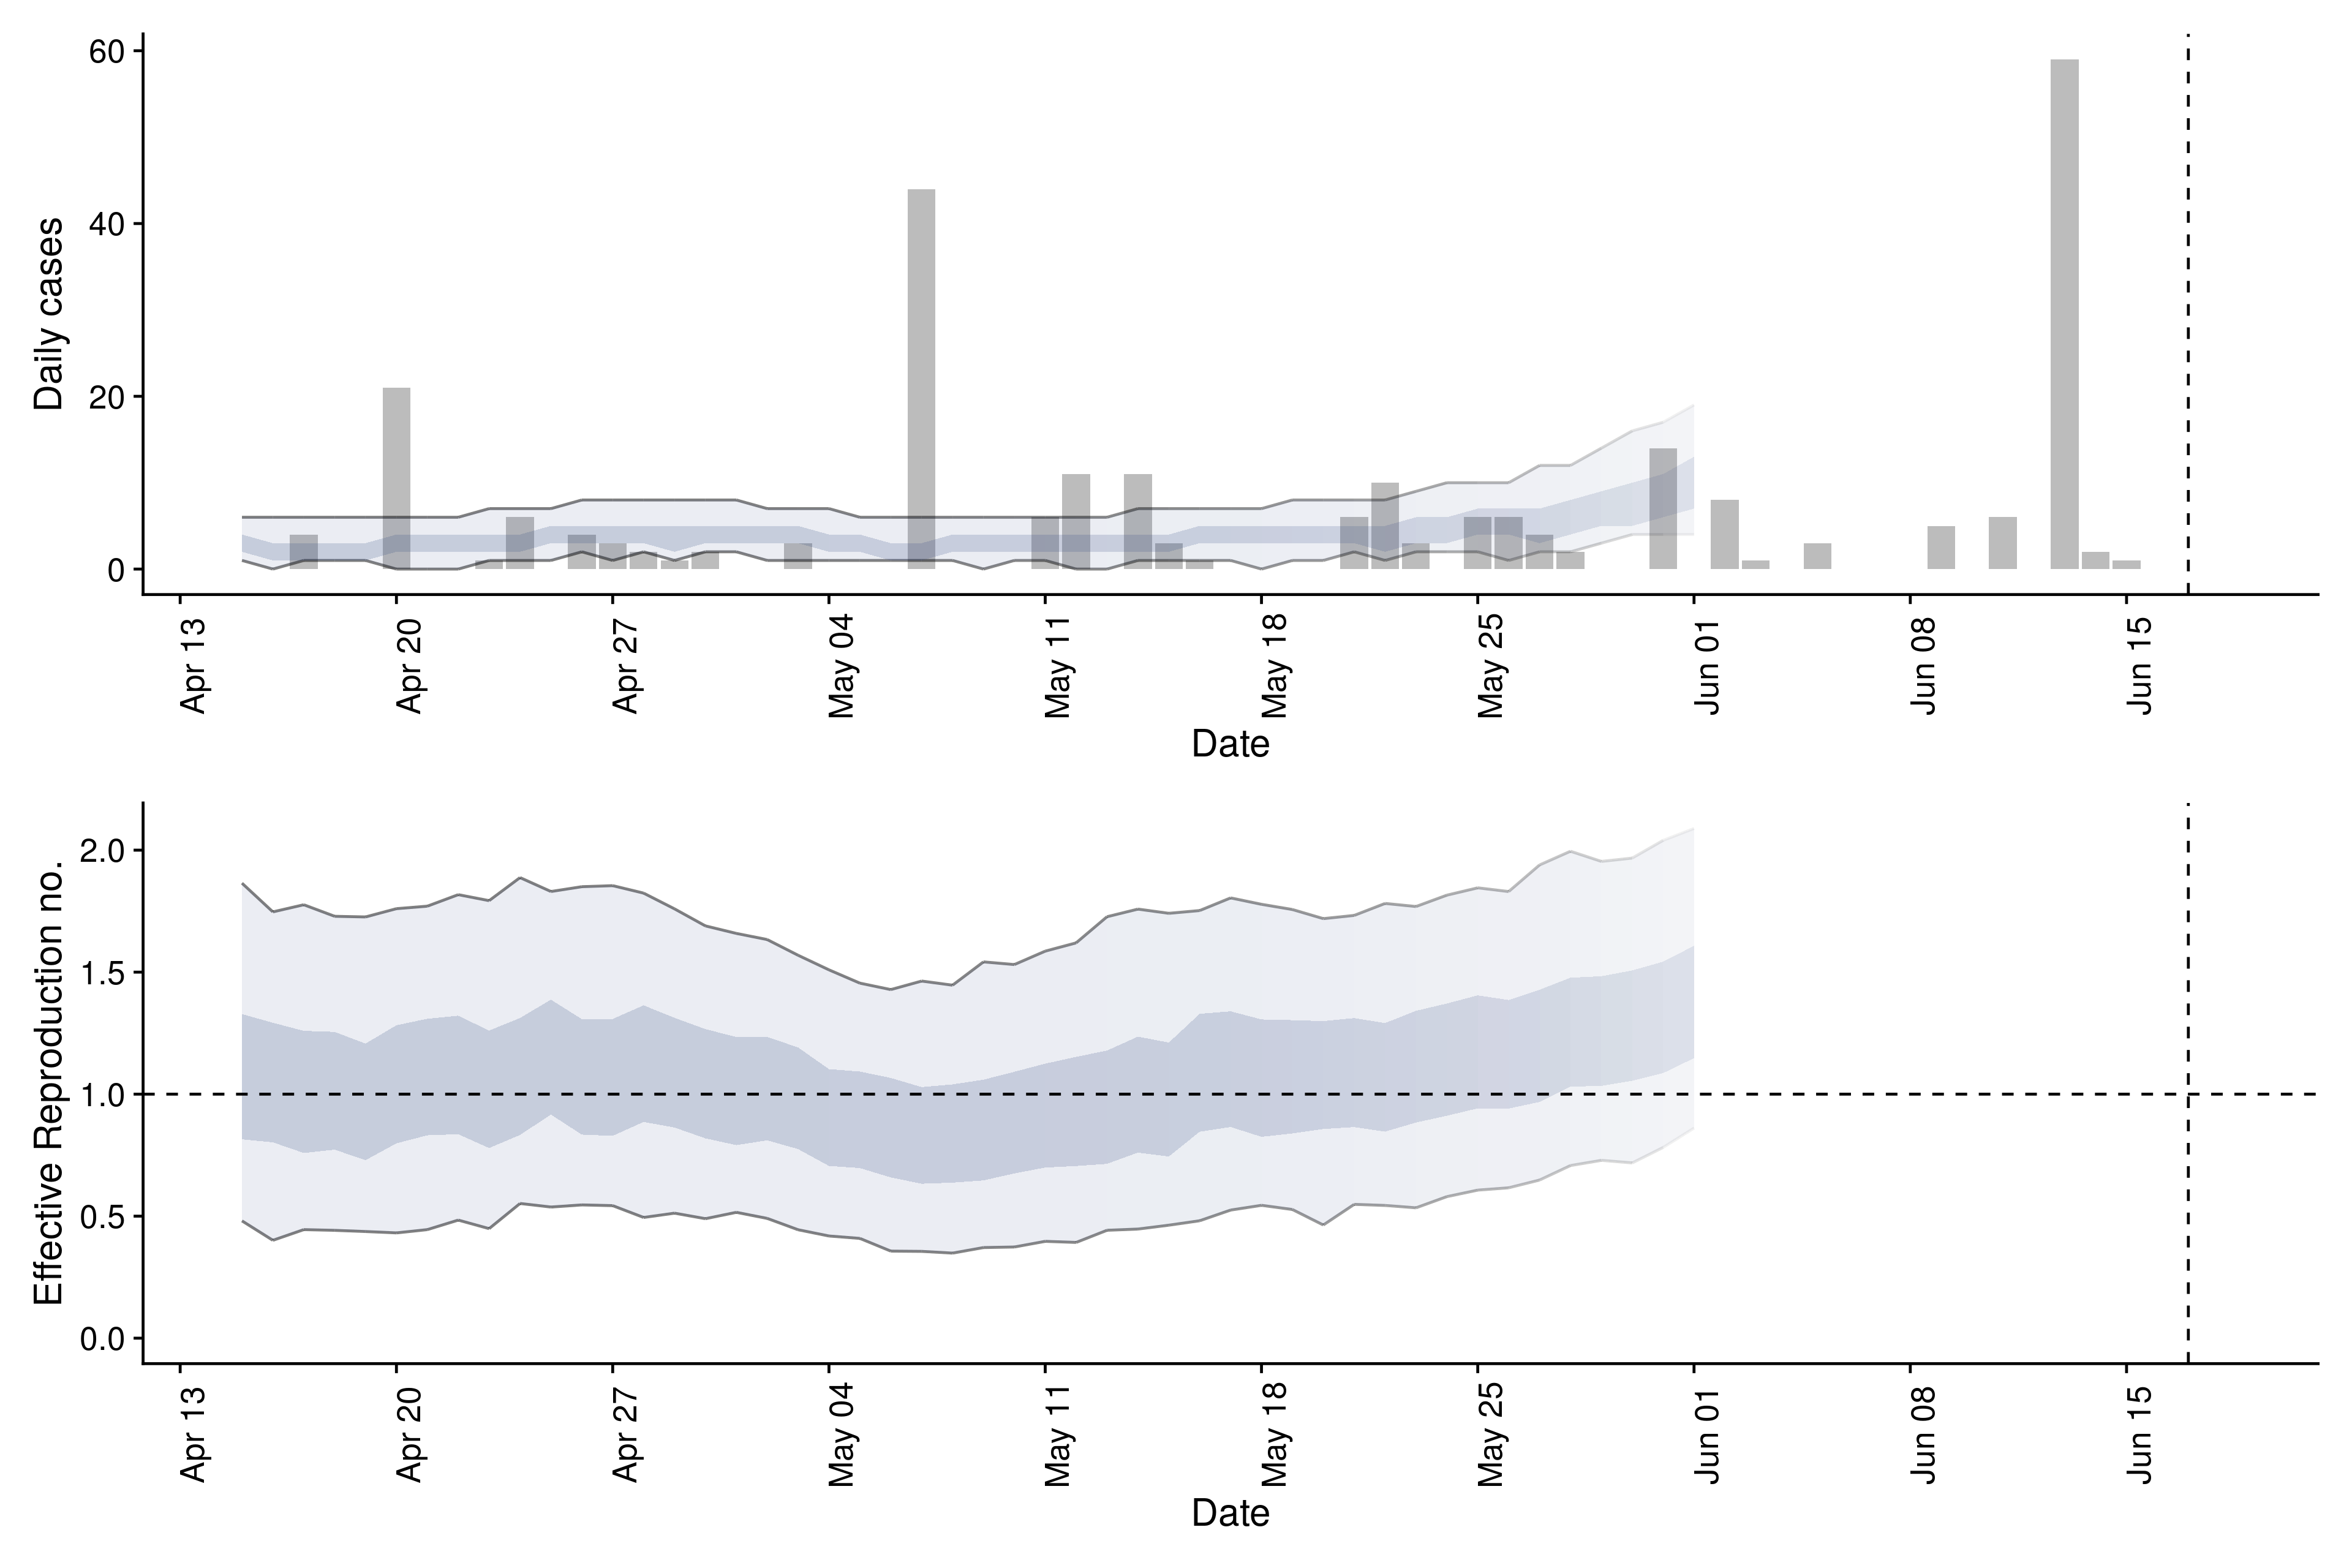 Daily cases
60
40
20
0
Apr 13
Apr 20
Apr 27
May 04
May 11
May 18
May 25
Jun 01
Jun 08
Jun 15
Date
Effective Reproduction no.
2.0
1.5
1.0
0.5
0.0
Apr 13
Apr 20
Apr 27
May 04
May 11
May 18
May 25
Jun 01
Jun 08
Jun 15
Date